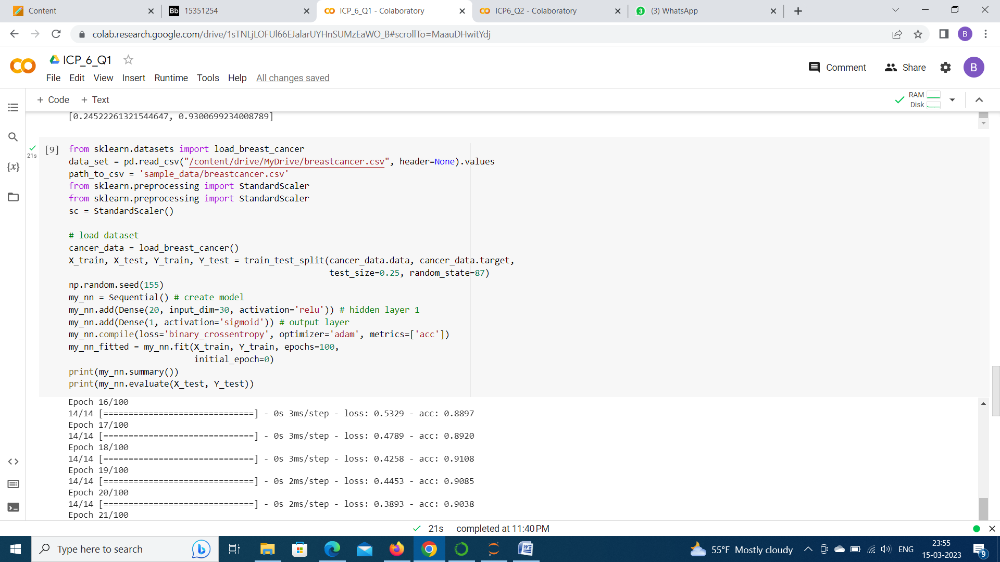 Content
Bb 15351254
ICP_6_Q1 - Colaboratory
ICP6_Q2 - Colaboratory
3 (3) WhatsApp
colab.research.google.com/drive/1sTNLjLOFUl66EJalarUYHnSUMzEaWO_B#scrollTo=MaauDHwitYdj
B
ICP_6_Q1
Comment
Share
B
File Edit View Insert Runtime Tools Help All changes saved
+ Code + Text
RAM
Disk
[0.24522261321544647, 0.9300699234008789]
[9]
21s
{x}
from sklearn.datasets import load_breast_cancer
data_set = pd.read_csv("/content/drive/MyDrive/breastcancer.csv", header=None).values
path_to_csv = 'sample_data/breastcancer.csv'
from sklearn.preprocessing import StandardScaler
from sklearn.preprocessing import StandardScaler
sc = StandardScaler()
# load dataset
cancer_data = load_breast_cancer()
X_train, X_test, Y_train, Y_test = train_test_split(cancer_data.data, cancer_data.target,
test_size=0.25, random_state=87)
np.random.seed(155)
my_nn = Sequential() # create model
my_nn.add(Dense(20, input_dim=30, activation='relu')) # hidden layer 1
my_nn.add(Dense(1, activation='sigmoid')) # output layer
my_nn.compile(loss='binary_crossentropy', optimizer='adam', metrics=['acc'])
my_nn_fitted = my_nn.fit(X_train, Y_train, epochs=100,
initial_epoch=0)
print(my_nn.summary())
print(my_nn.evaluate(X_test, Y_test))
Epoch 16/100
14/14 [==============================] - 0s 3ms/step - loss: 0.5329 - acc: 0.8897
Epoch 17/100
14/14 [==============================] - 0s 3ms/step - loss: 0.4789 - acc: 0.8920
Epoch 18/100
14/14 [==============================] - 0s 3ms/step - loss: 0.4258 - acc: 0.9108
Epoch 19/100
14/14 [==============================] - 0s 2ms/step - loss: 0.4453 - acc: 0.9085
Epoch 20/100
14/14 [==============================] - 0s 2ms/step - loss: 0.3893 - acc: 0.9038
Epoch 21/100
21s completed at 11:40 PM
Type here to search
55°F Mostly cloudy
ENG
23:55
15-03-2023
9